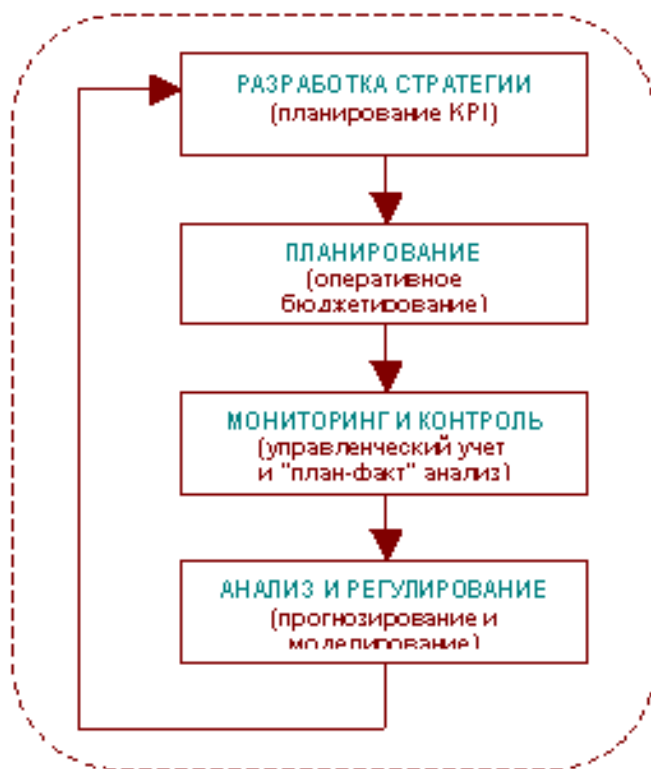 РАЗРАБОТКА СТРАТЕГИИ
(планирование KPI)
ПЛАНИРОВАНИЕ
(оперативное
бюджетирование)
МОНИТОРИНГ И КОНТРОЛЬ
(управленческий учет
и "план-факт" анализ)
АНАЛИЗ И РЕГУЛИРОВАНИЕ
(прогнозирование и
моделирование)